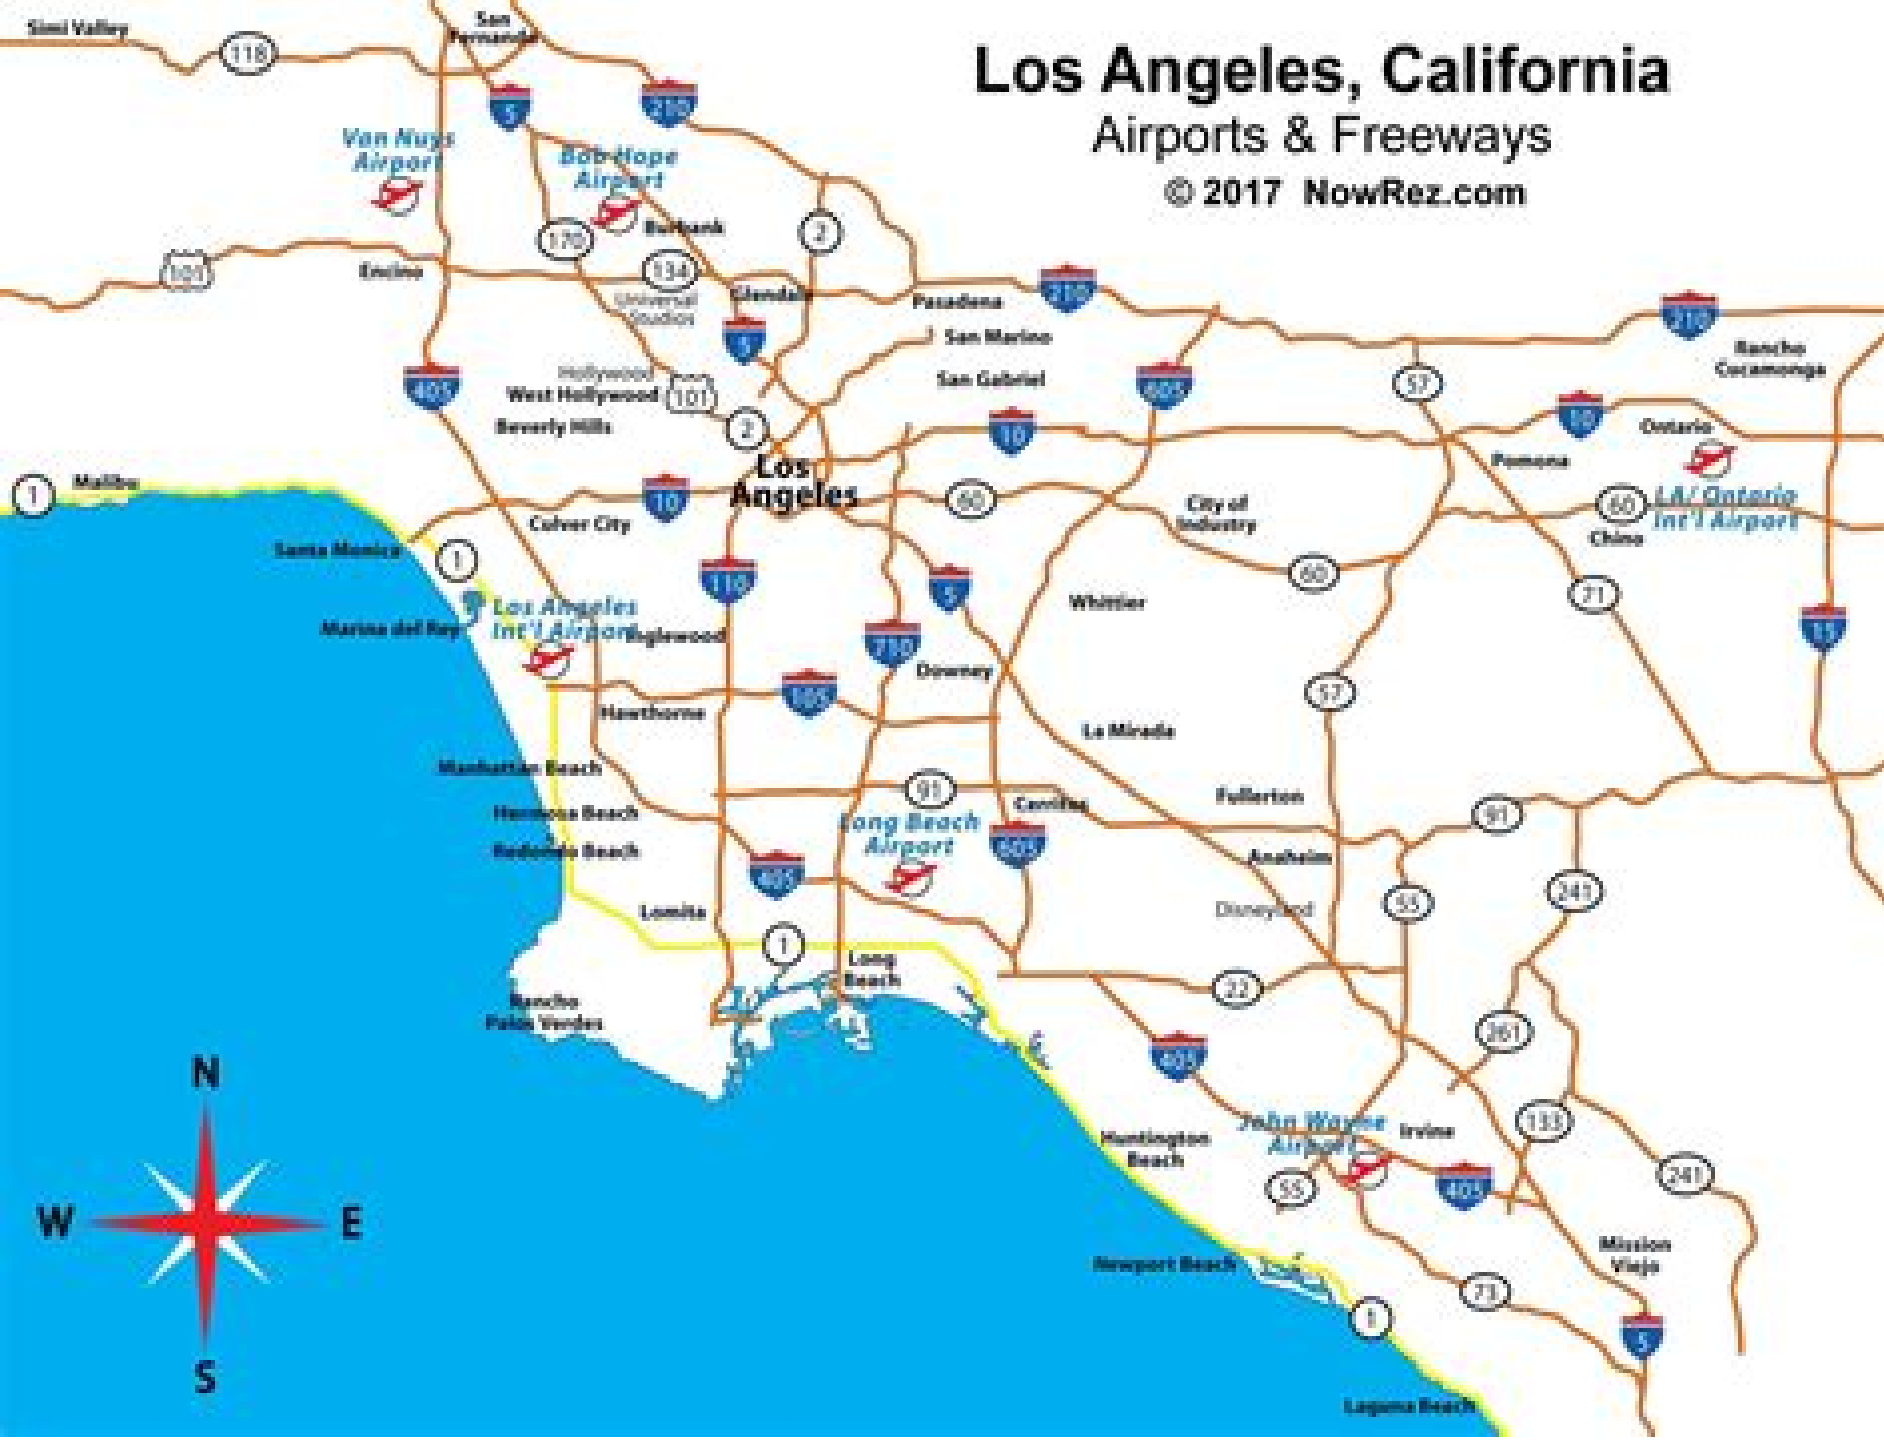 Los Angeles, California
Airports & Freeways
© 2017 NowRez.com
Simi Valley
118
San
Fernando
5
210
Van Nuys
Airport
Bob Hope
Airport
Burbank
170
2
134
101
Encino
Universal
Studios
Glendale
Pasadena
210
210
5
San Marino
Rancho
Cucamonga
Hollywood
West Hollywood
101
San Gabriel
405
605
57
Beverly Hills
2
10
10
Ontario
Pomona
Los
Angeles
1
Malibu
10
60
City of
Industry
60
LA/ Ontario
Int'l Airport
Culver City
Chino
Santa Monica
1
110
5
60
71
Whittier
Los Angeles
Int'l Airport
Marina del Rey
Inglewood
710
15
Downey
105
57
Hawthorne
La Mirada
Manhattan Beach
91
Cerritos
Fullerton
91
Hermosa Beach
Long Beach
Airport
605
Redondo Beach
405
Anaheim
241
55
Disneyland
Lomita
1
Long
Beach
22
Rancho
Palos Verdes
261
405
N
W
E
S
John Wayne
Airport
Irvine
133
Huntington
Beach
55
405
241
Mission
Viejo
Newport Beach
73
1
5
Laguna Beach